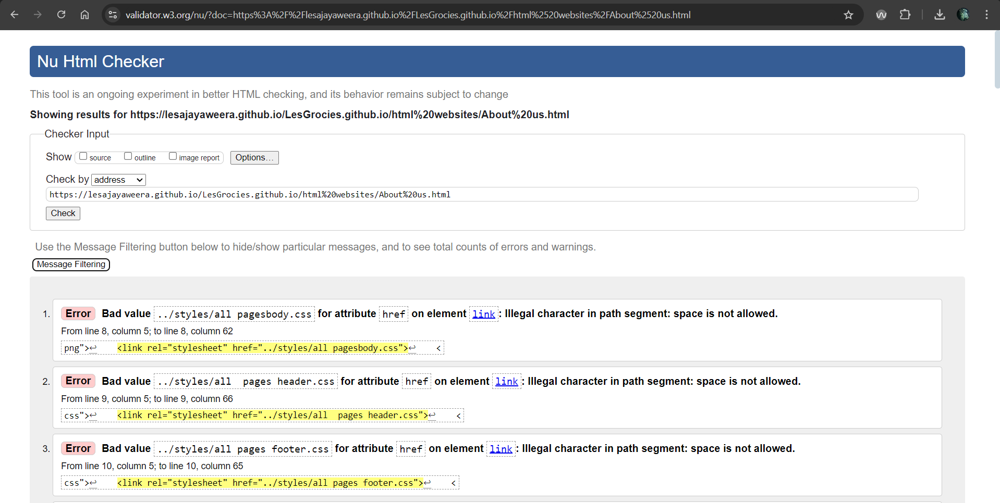 validator.w3.org/nu/?doc=https%3A%2F%2Flesajayaweera.github.io%2FLesGrocies.github.io%2Fhtml%2520websites%2FAbout%2520us.html
Nu Html Checker
This tool is an ongoing experiment in better HTML checking, and its behavior remains subject to change
Showing results for https://lesajayaweera.github.io/LesGrocies.github.io/html%20websites/About%20us.html
Checker Input
Show source outline image report Options...
Check by address
https://lesajayaweera.github.io/LesGrocies.github.io/html%20websites/About%20us.html
Check
Use the Message Filtering button below to hide/show particular messages, and to see total counts of errors and warnings.
Message Filtering
1. Error Bad value ../styles/all pagesbody.css for attribute href on element link: Illegal character in path segment: space is not allowed.
From line 8, column 5; to line 8, column 62
png">↩    <link rel="stylesheet" href="../styles/all pagesbody.css">↩    <
2. Error Bad value ../styles/all  pages header.css for attribute href on element link: Illegal character in path segment: space is not allowed.
From line 9, column 5; to line 9, column 66
css">↩    <link rel="stylesheet" href="../styles/all  pages header.css">↩    <
3. Error Bad value ../styles/all pages footer.css for attribute href on element link: Illegal character in path segment: space is not allowed.
From line 10, column 5; to line 10, column 65
css">↩    <link rel="stylesheet" href="../styles/all pages footer.css">↩    <